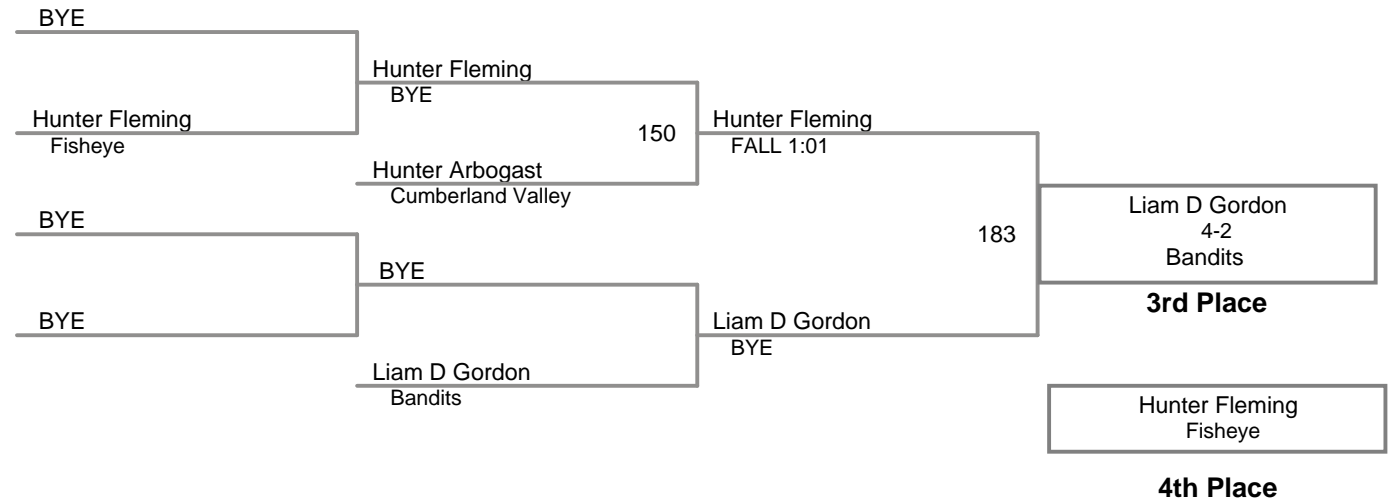 BYE
Hunter Fleming
BYE
Hunter Fleming
Fisheye
150
Hunter Fleming
FALL 1:01
Hunter Arbogast
Cumberland Valley
Liam D Gordon
4-2
Bandits
3rd Place
183
BYE
BYE
BYE
Liam D Gordon
BYE
Liam D Gordon
Bandits
Hunter Fleming
Fisheye
4th Place